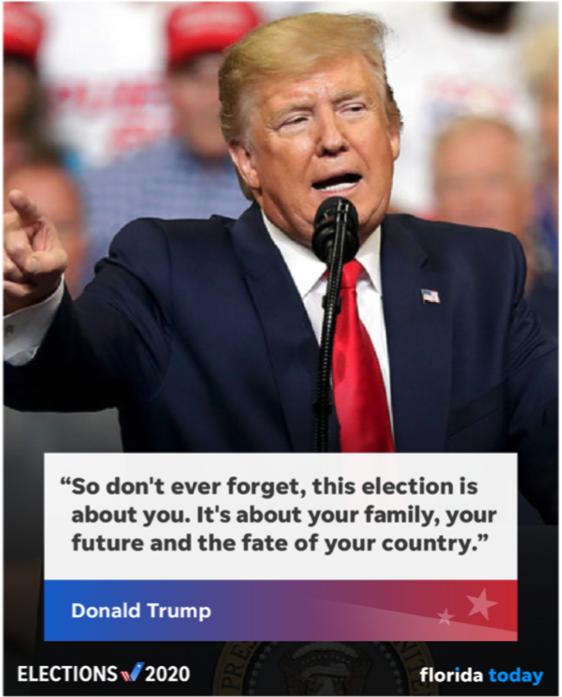 “So don't ever forget, this election is
about you. It's about your family, your
future and the fate of your country.”
Donald Trump
ELECTIONS 2020
florida today